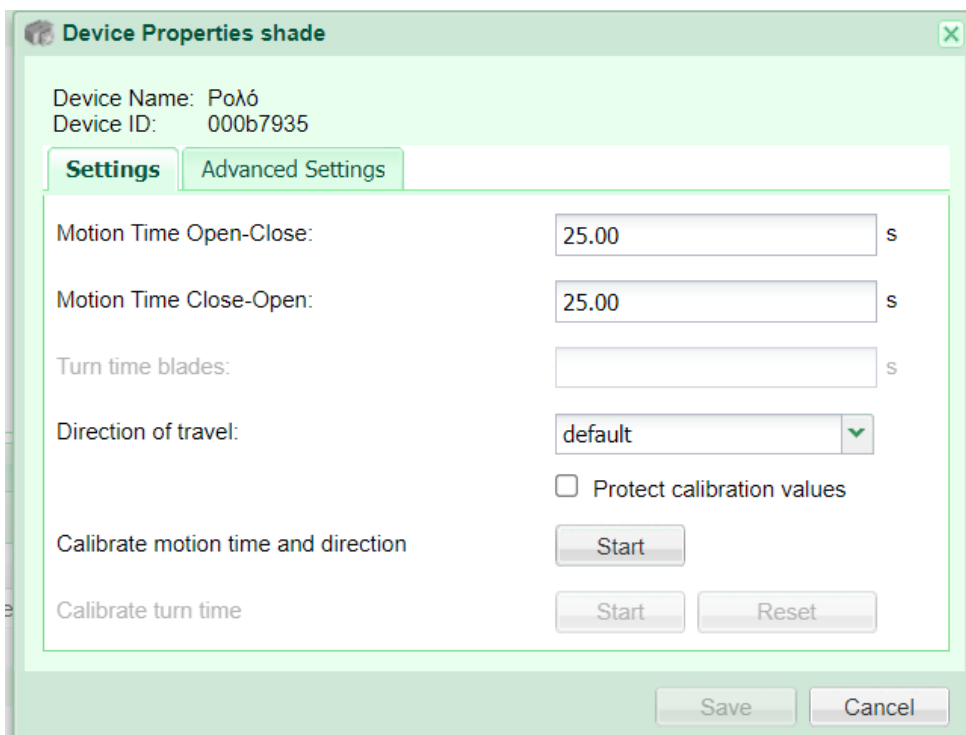 Device Properties shade
Device Name: Ρολό
Device ID: 000b7935
Settings Advanced Settings
Motion Time Open-Close: 25.00 s
Motion Time Close-Open: 25.00 s
Turn time blades: s
Direction of travel: default
Protect calibration values
Calibrate motion time and direction Start
Calibrate turn time Start Reset
Save Cancel